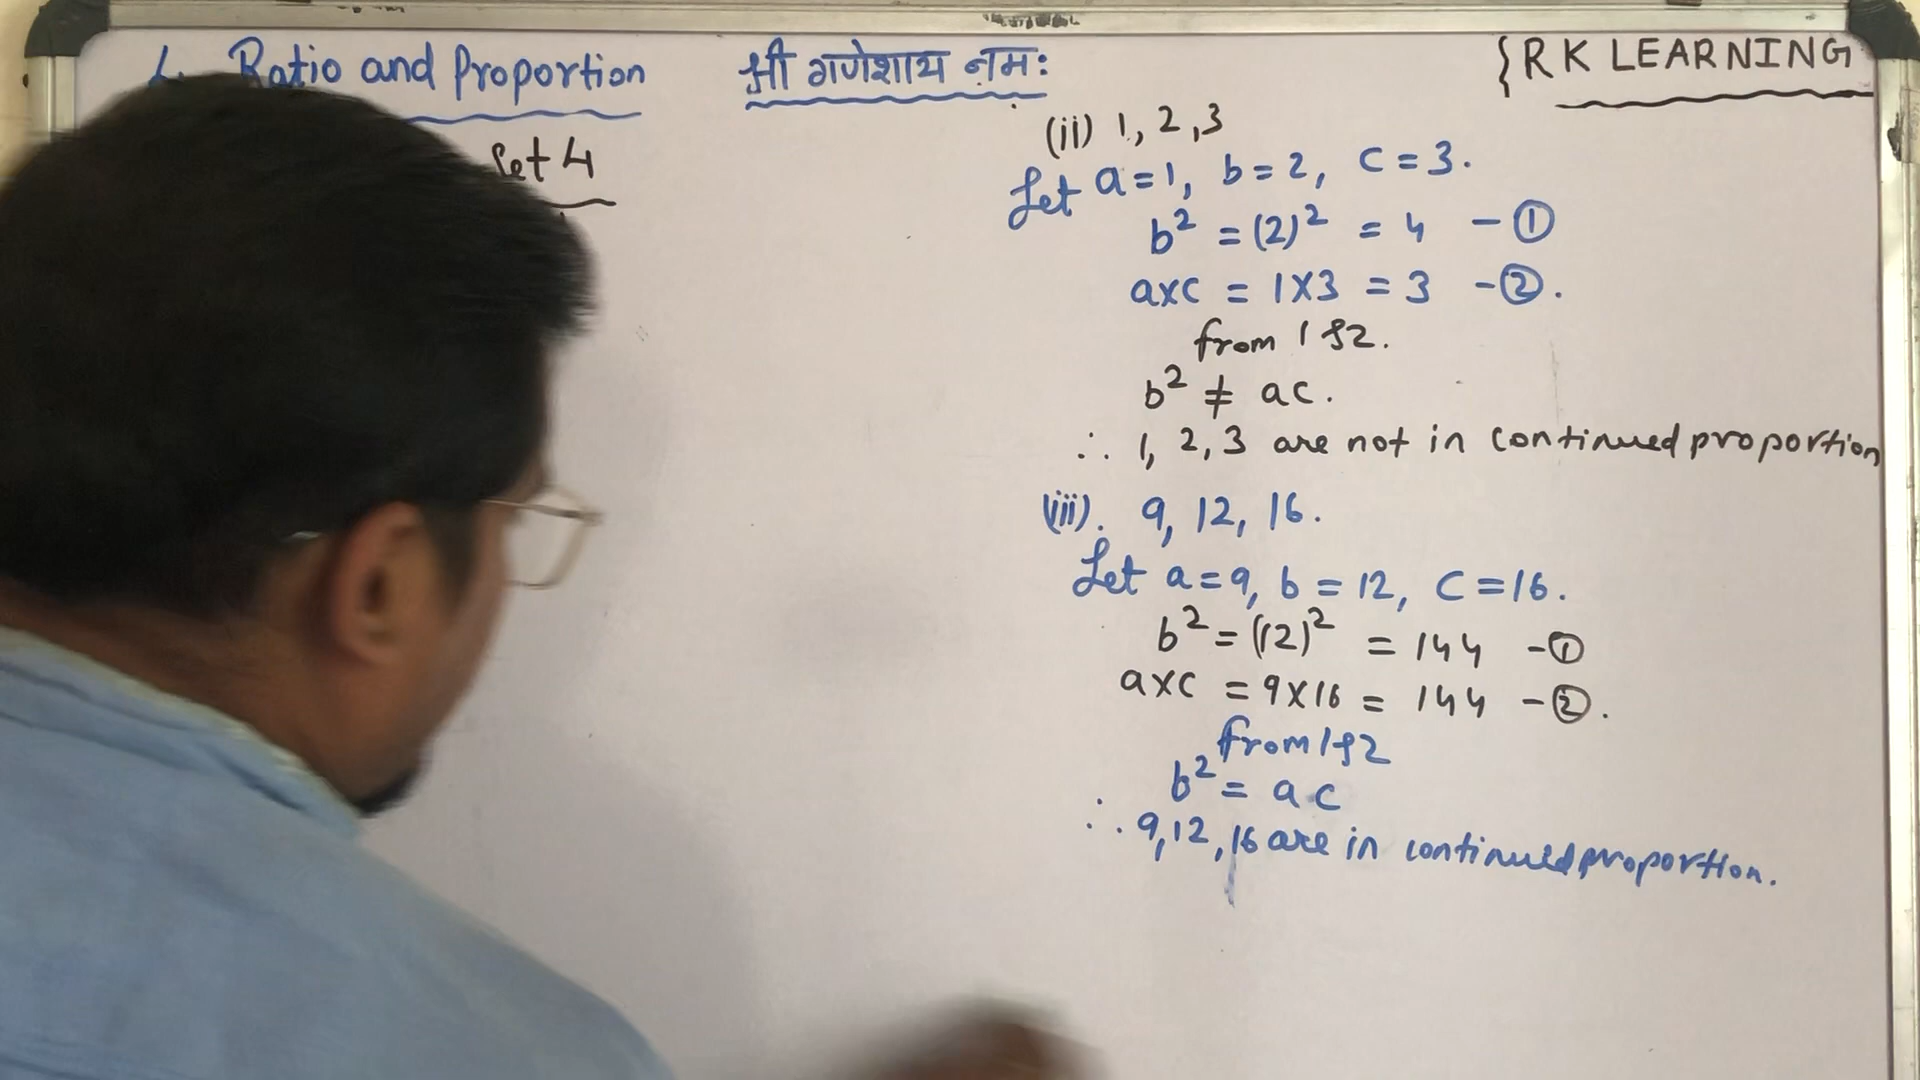 Ratio and Proportion
श्री गणेशाय नमः
{RK LEARNING
Set 4
(ii) 1, 2, 3
Let a=1, b=2, c=3.
b² = (2)² = 4 - ①
a×c = 1×3 = 3 - ②.
from 1 & 2.
b² ≠ ac.
∴ 1, 2, 3 are not in continued proportion
(iii). 9, 12, 16.
Let a=9, b=12, c=16.
b² = (12)² = 144 - ①
a×c = 9×16 = 144 - ②.
from 1 & 2
b² = ac
∴ 9, 12, 16 are in continued proportion.